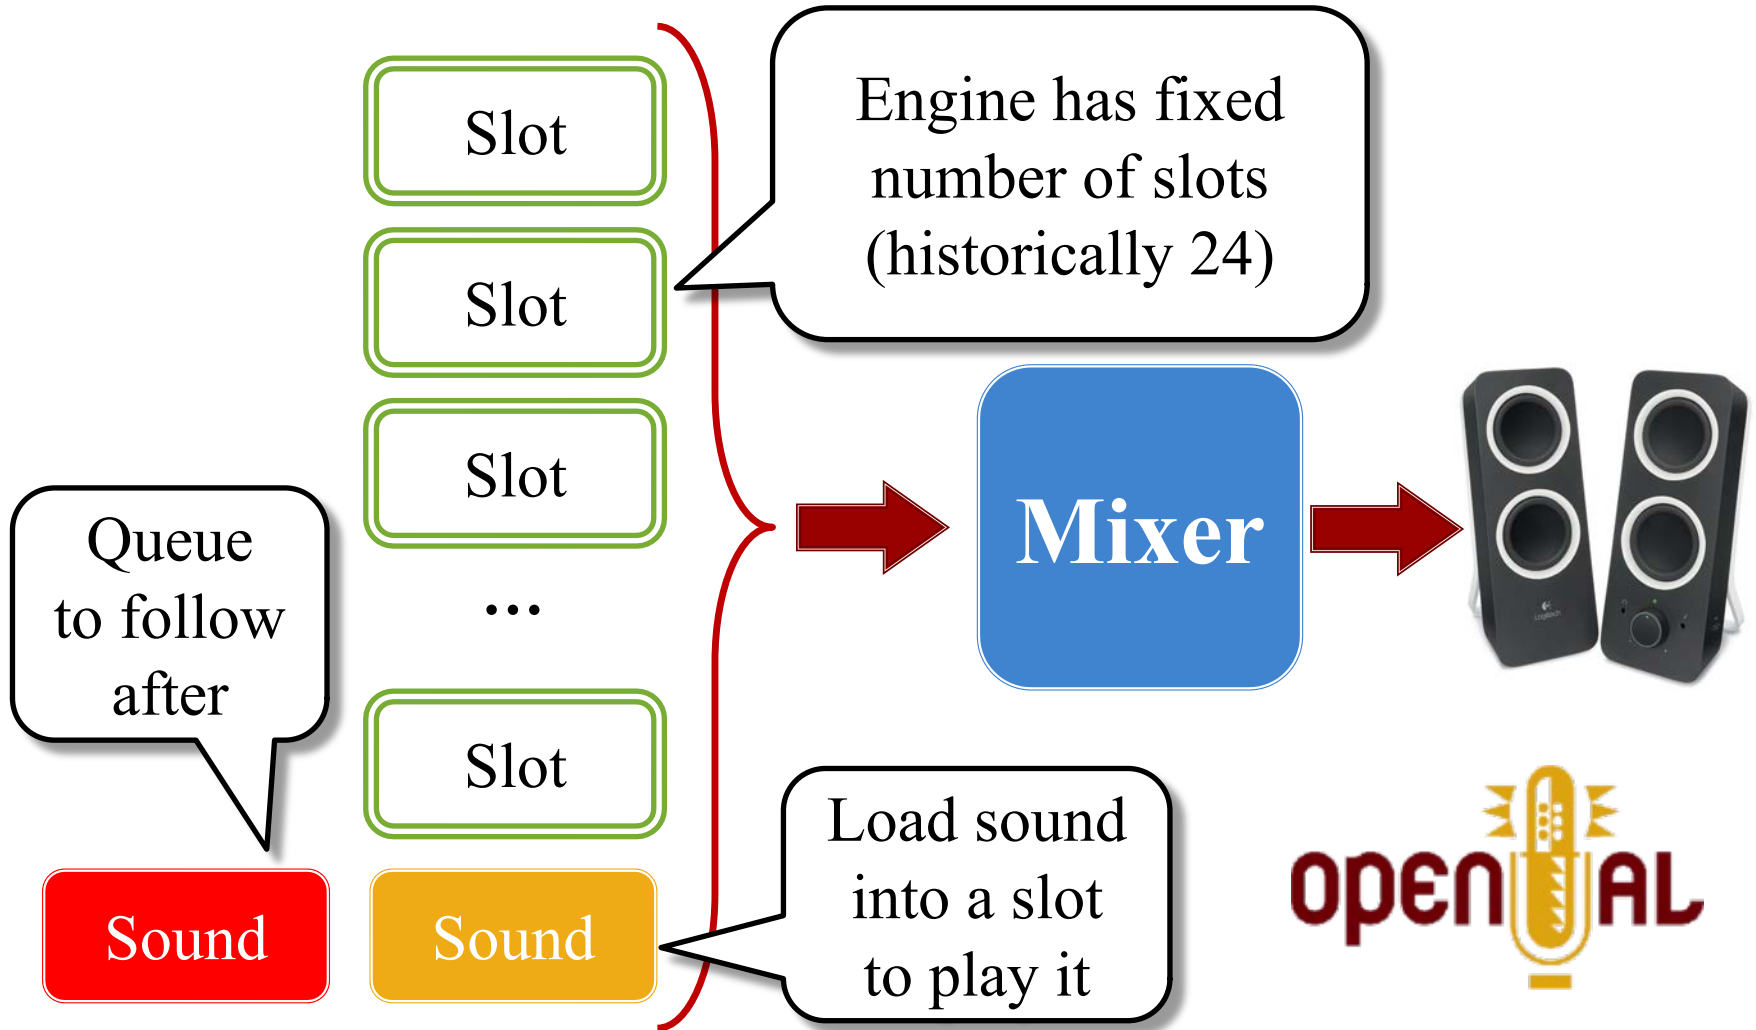 Slot
Engine has fixed
number of slots
(historically 24)
Slot
Slot
Queue
to follow
after
...
Mixer
Logitech
Slot
Load sound
into a slot
to play it
Sound
Sound
OPENAL